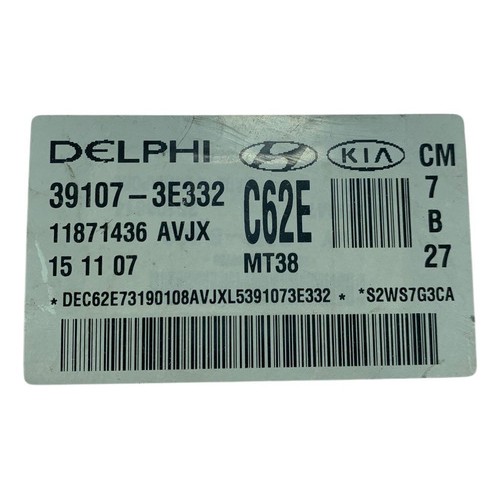 DELPHI KIA CM
39107-3E332 C62E 7
11871436 AVJX B
15 11 07 MT38 27
*DEC62E73190108AVJXL5391073E332* *S2WS7G3CA